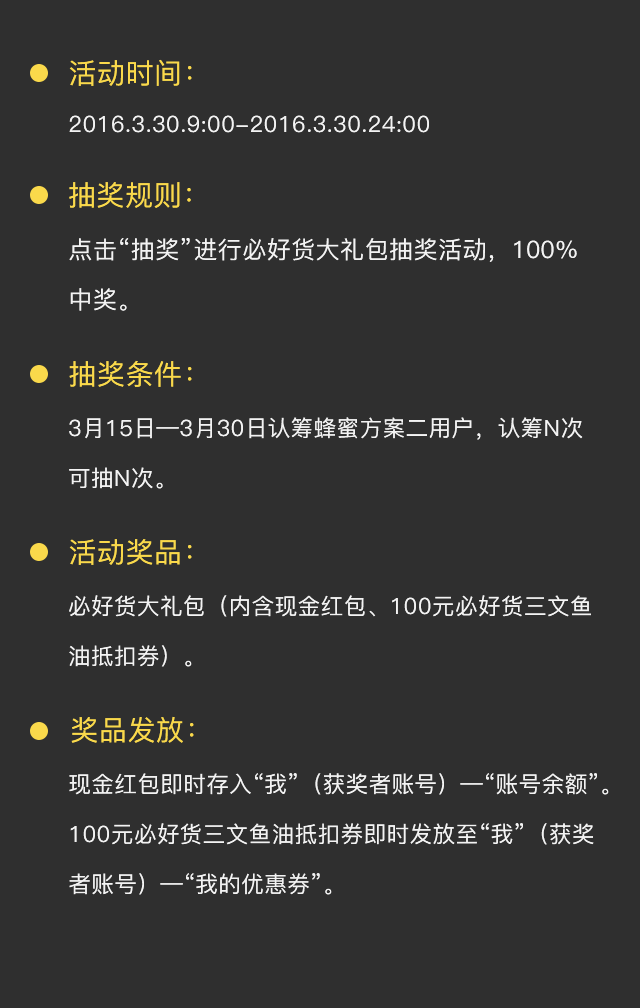 活动时间：
2016.3.30.9:00–2016.3.30.24:00
抽奖规则：
点击“抽奖”进行必好货大礼包抽奖活动，100%
中奖。
抽奖条件：
3月15日—3月30日认筹蜂蜜方案二用户，认筹N次
可抽N次。
活动奖品：
必好货大礼包（内含现金红包、100元必好货三文鱼
油抵扣券）。
奖品发放：
现金红包即时存入“我”（获奖者账号）—“账号余额”。
100元必好货三文鱼油抵扣券即时发放至“我”（获奖
者账号）—“我的优惠券”。